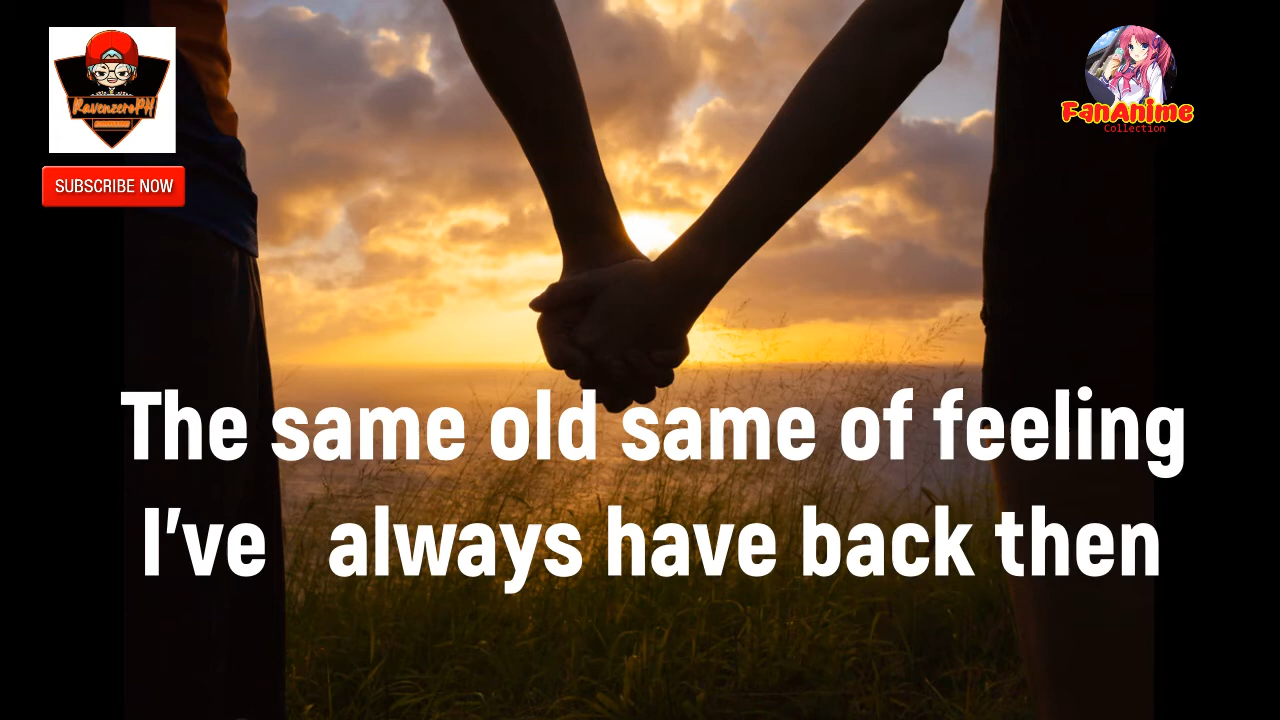 RavenzeroPH
SUBSCRIBE NOW
FanAnime
Collection
The same old same of feeling
I've always have back then